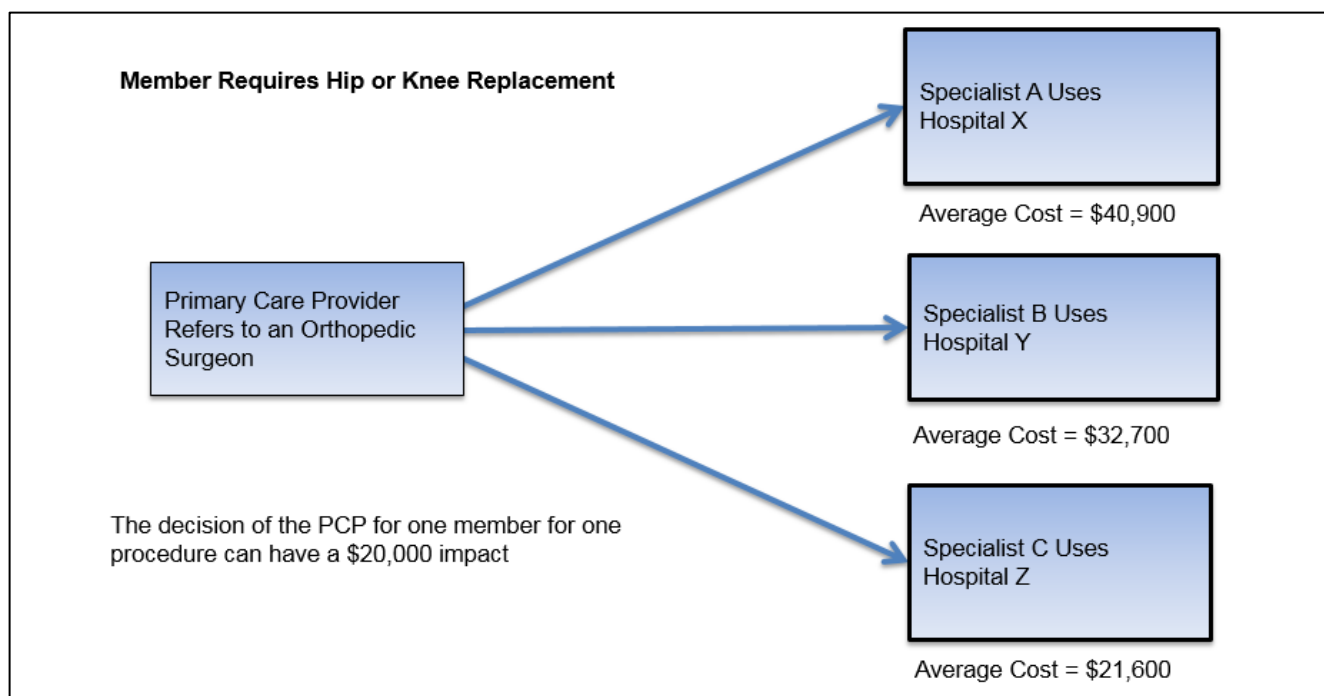 Member Requires Hip or Knee Replacement
Specialist A Uses
Hospital X
Average Cost = $40,900
Primary Care Provider
Refers to an Orthopedic
Surgeon
Specialist B Uses
Hospital Y
Average Cost = $32,700
The decision of the PCP for one member for one
procedure can have a $20,000 impact
Specialist C Uses
Hospital Z
Average Cost = $21,600